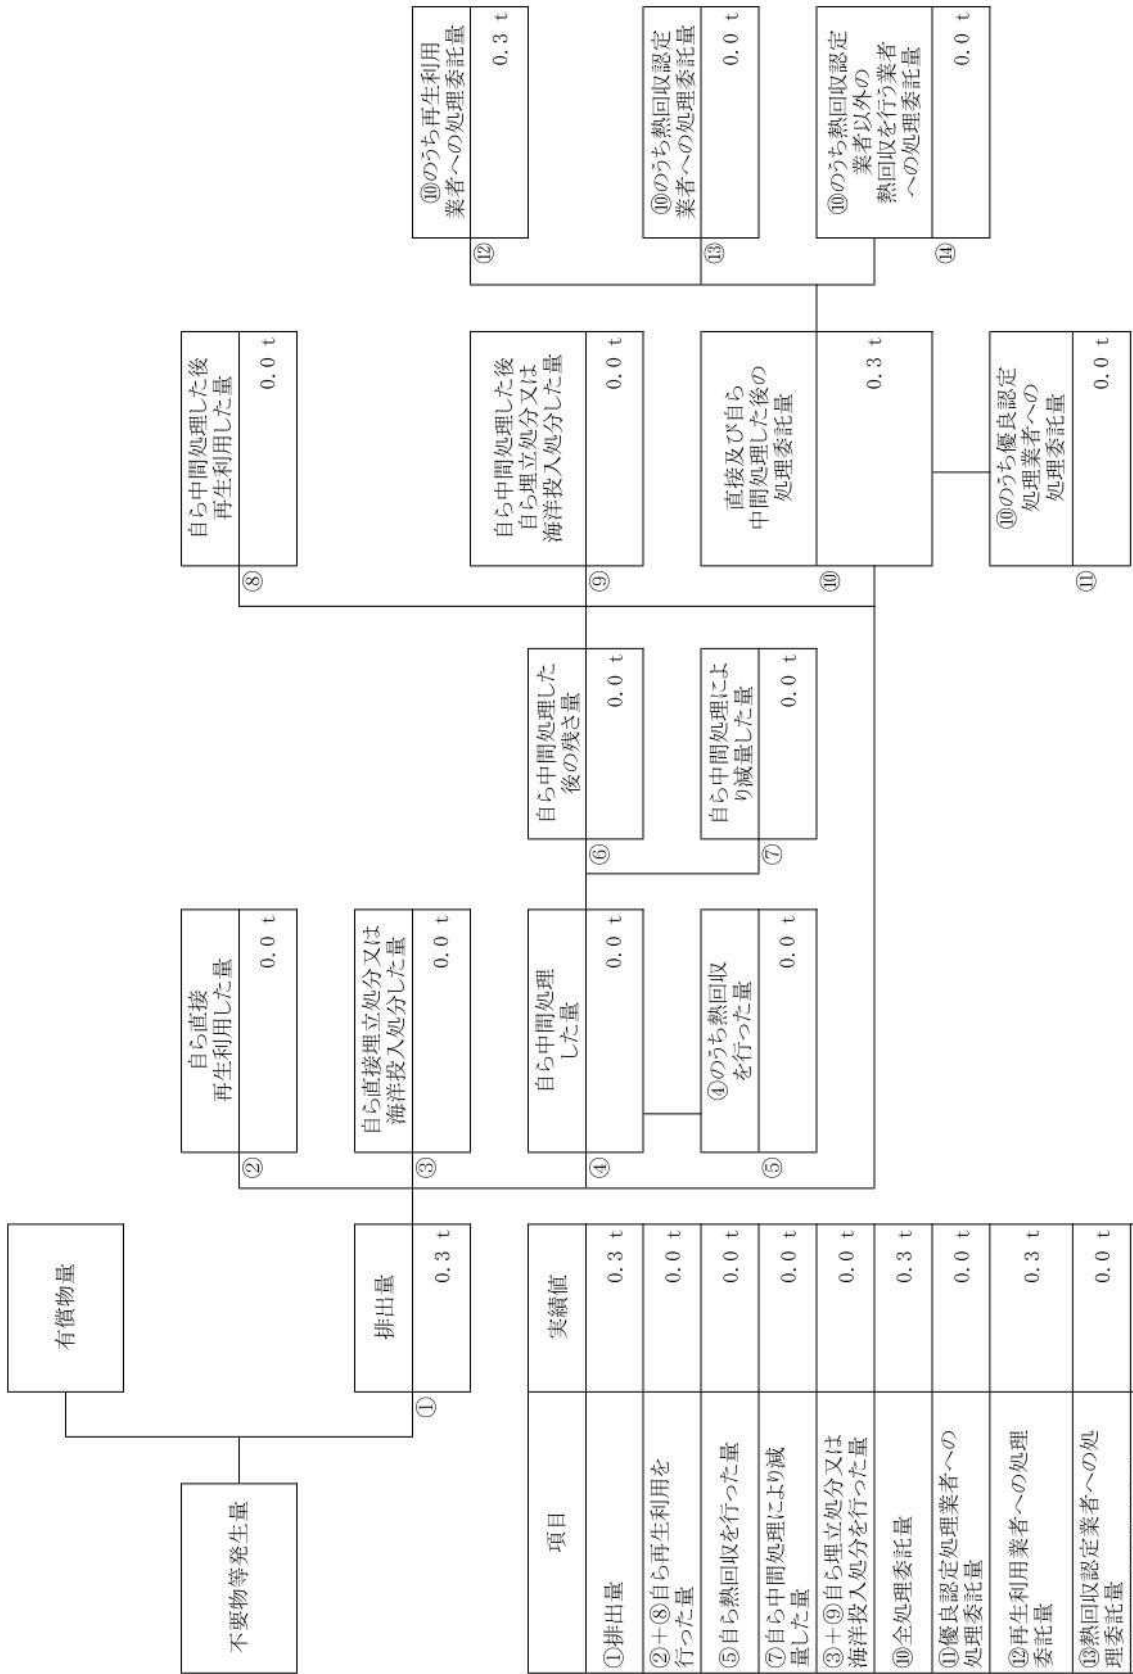 不要物等発生量
有償物量
排出量
①
0.3 t
自ら直接
再生利用した量
②
0.0 t
自ら直接埋立処分又は
海洋投入処分した量
③
0.0 t
自ら中間処理
した量
④
0.0 t
④のうち熱回収
を行った量
⑤
0.0 t
自ら中間処理した
後の残さ量
⑥
0.0 t
自ら中間処理によ
り減量した量
⑦
0.0 t
自ら中間処理した後
再生利用した量
⑧
0.0 t
自ら中間処理した後
自ら埋立処分又は
海洋投入処分した量
⑨
0.0 t
直接及び自ら
中間処理した後の
処理委託量
⑩
0.3 t
⑩のうち優良認定
処理業者への
処理委託量
⑪
0.0 t
⑩のうち再生利用
業者への処理委託量
⑫
0.3 t
⑩のうち熱回収認定
業者への処理委託量
⑬
0.0 t
⑩のうち熱回収認定
業者以外の
熱回収を行う業者
への処理委託量
⑭
0.0 t
項目 実績値
①排出量 0.3 t
②+⑧自ら再生利用を
行った量 0.0 t
⑤自ら熱回収を行った量 0.0 t
⑦自ら中間処理により減
量した量 0.0 t
③+⑨自ら埋立処分又は
海洋投入処分を行った量 0.0 t
⑩全処理委託量 0.3 t
⑪優良認定処理業者への
処理委託量 0.0 t
⑫再生利用業者への処理
委託量 0.3 t
⑬熱回収認定業者への処
理委託量 0.0 t